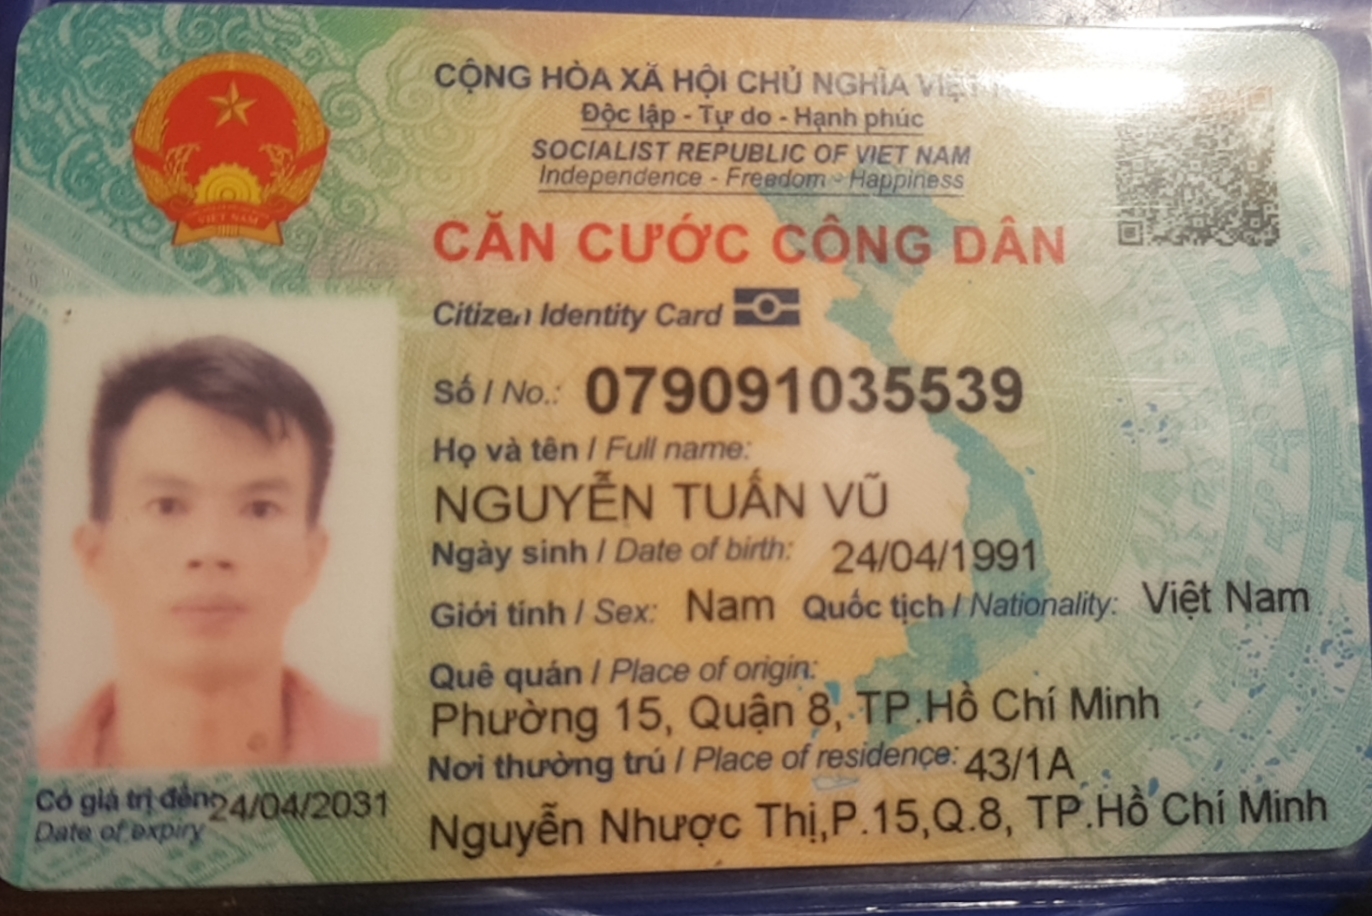 CỘNG HÒA XÃ HỘI CHỦ NGHĨA
Độc lập - Tự do - Hạnh phúc
SOCIALIST REPUBLIC OF VIET NAM
Independence - Freedom - Happiness
CĂN CƯỚC CÔNG DÂN
Citizen Identity Card
VIỆT NAM
Số / No.: 079091035539
Họ và tên / Full name:
NGUYỄN TUẤN VŨ
Ngày sinh / Date of birth: 24/04/1991
Giới tính / Sex: Nam Quốc tịch / Nationality: Việt Nam
Quê quán / Place of origin:
Phường 15, Quận 8, TP.Hồ Chí Minh
Nơi thường trú / Place of residence: 43/1A
Nguyễn Nhược Thị,P.15,Q.8, TP.Hồ Chí Minh
Có giá trị đến: 24/04/2031
Date of expiry